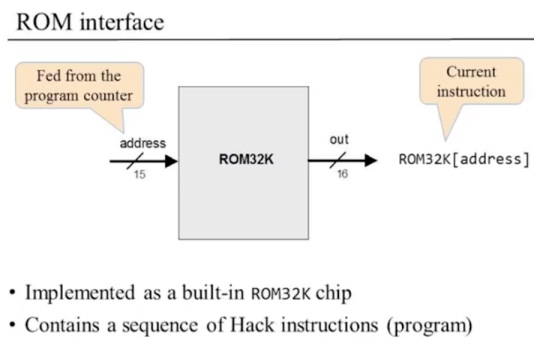 ROM interface
Fed from the
program counter
Current
instruction
address
15
ROM32K
out
16
ROM32K[address]
• Implemented as a built-in ROM32K chip
• Contains a sequence of Hack instructions (program)